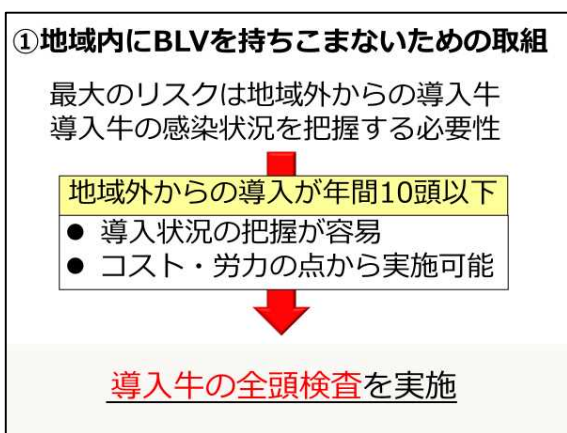 ①地域内にBLVを持ちこまないための取組
最大のリスクは地域外からの導入牛
導入牛の感染状況を把握する必要性
地域外からの導入が年間10頭以下
● 導入状況の把握が容易
● コスト・労力の点から実施可能
導入牛の全頭検査を実施